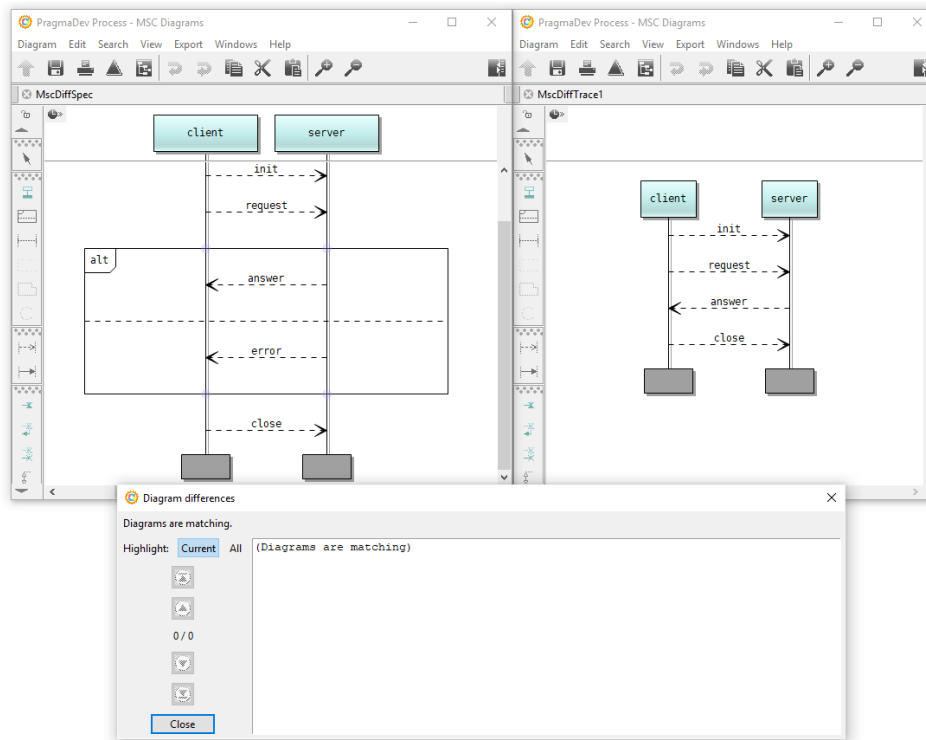 PragmaDev Process - MSC Diagrams
Diagram Edit Search View Export Windows Help
MscDiffSpec
client server
init
request
alt
answer
error
close
PragmaDev Process - MSC Diagrams
Diagram Edit Search View Export Windows Help
MscDiffTrace1
client server
init
request
answer
close
Diagram differences
Diagrams are matching.
Highlight: Current All
(Diagrams are matching)
0 / 0
Close